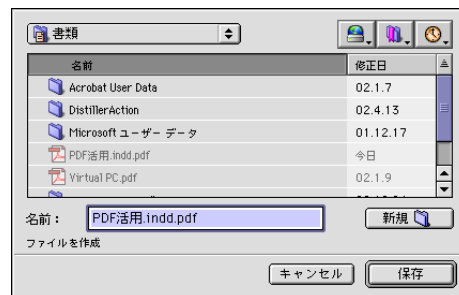 書類
名前 修正日
Acrobat User Data 02.1.7
DistillerAction 02.4.13
Microsoft ユーザー データ 01.12.17
PDF活用.indd.pdf 今日
Virtual PC.pdf 02.1.9
名前： PDF活用.indd.pdf 新規
ファイルを作成
キャンセル 保存